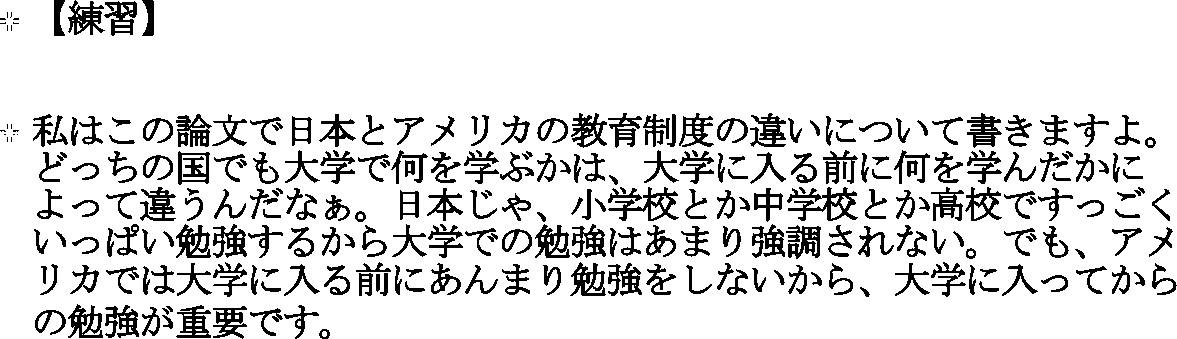 【練習】
私はこの論文で日本とアメリカの教育制度の違いについて書きますよ。
どっちの国でも大学で何を学ぶかは、大学に入る前に何を学んだかに
よって違うんだなぁ。日本じゃ、小学校とか中学校とか高校ですっごく
いっぱい勉強するから大学での勉強はあまり強調されない。でも、アメ
リカでは大学に入る前にあんまり勉強をしないから、大学に入ってから
の勉強が重要です。